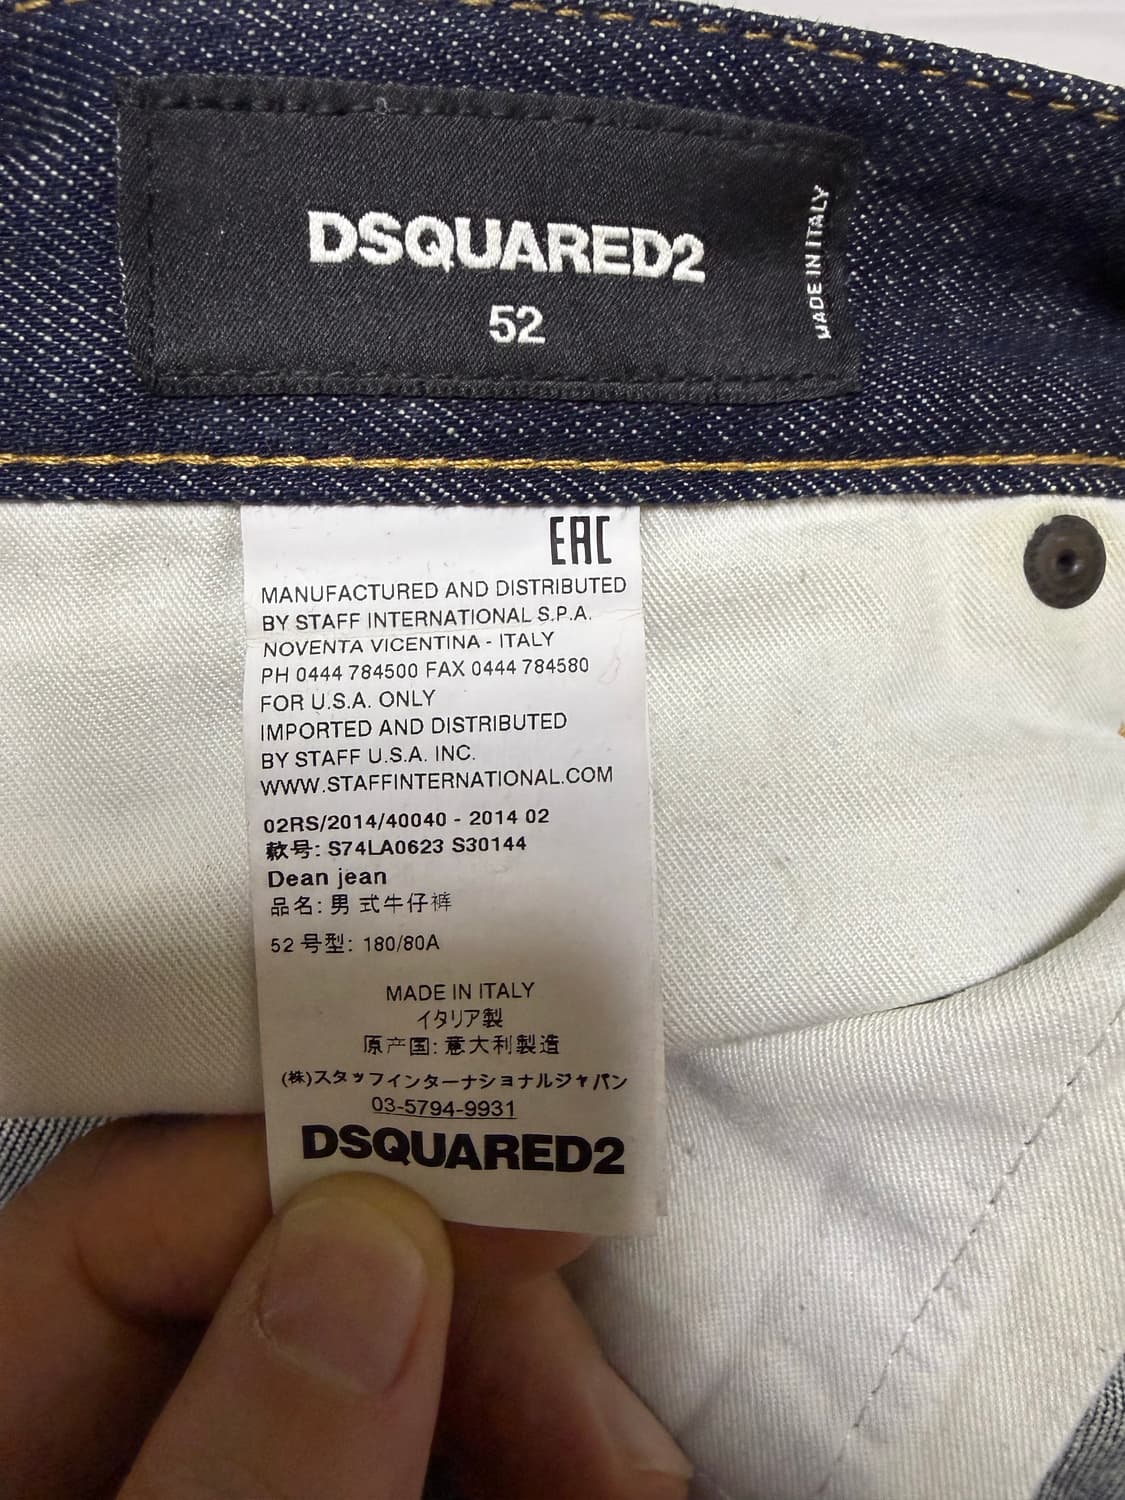 DSQUARED2
52
MADE IN ITALY
EAC
MANUFACTURED AND DISTRIBUTED
BY STAFF INTERNATIONAL S.P.A.
NOVENTA VICENTINA - ITALY
PH 0444 784500 FAX 0444 784580
FOR U.S.A. ONLY
IMPORTED AND DISTRIBUTED
BY STAFF U.S.A. INC.
WWW.STAFFINTERNATIONAL.COM
02RS/2014/40040 - 2014 02
款号: S74LA0623 S30144
Dean jean
品名: 男 式牛仔裤
52 号型: 180/80A
MADE IN ITALY
イタリア製
原产国: 意大利製造
(株)スタッフインターナショナルジャパン
03-5794-9931
DSQUARED2